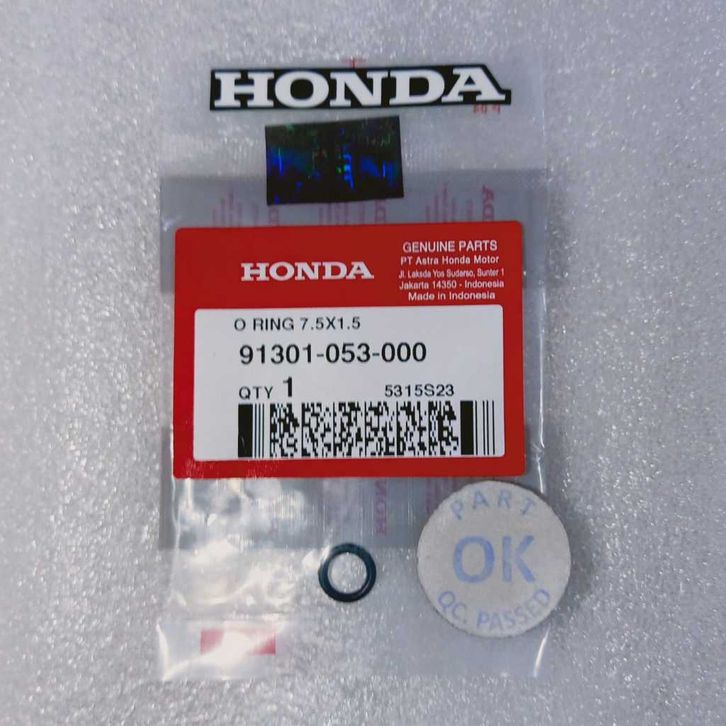 HONDA
HONDA
HONDA
GENUINE PARTS
PT Astra Honda Motor
Jl. Laksda Yos Sudarso, Sunter 1
Jakarta 14350 - Indonesia
Made in Indonesia
O RING 7.5X1.5
91301-053-000
QTY 1
5315S23
PART
OK
QC. PASSED